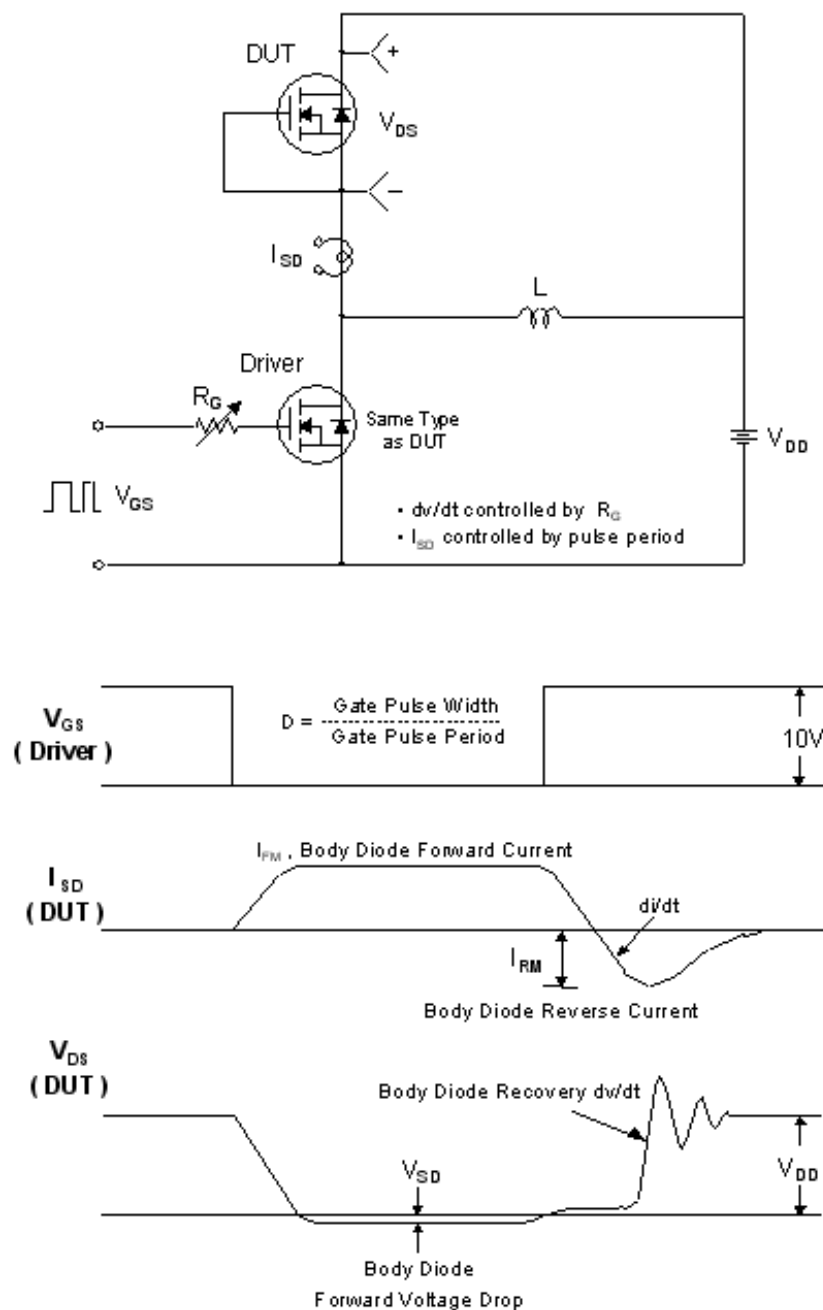 DUT
+
V_DS
–
I_SD
L
Driver
R_G
Same Type
as DUT
V_DD
V_GS
• dv/dt controlled by R_G
• I_SD controlled by pulse period
V_GS
( Driver )
D = Gate Pulse Width
Gate Pulse Period
10V
I_FM , Body Diode Forward Current
I_SD
( DUT )
di/dt
I_RM
Body Diode Reverse Current
V_DS
( DUT )
Body Diode Recovery dv/dt
V_SD
V_DD
Body Diode
Forward Voltage Drop